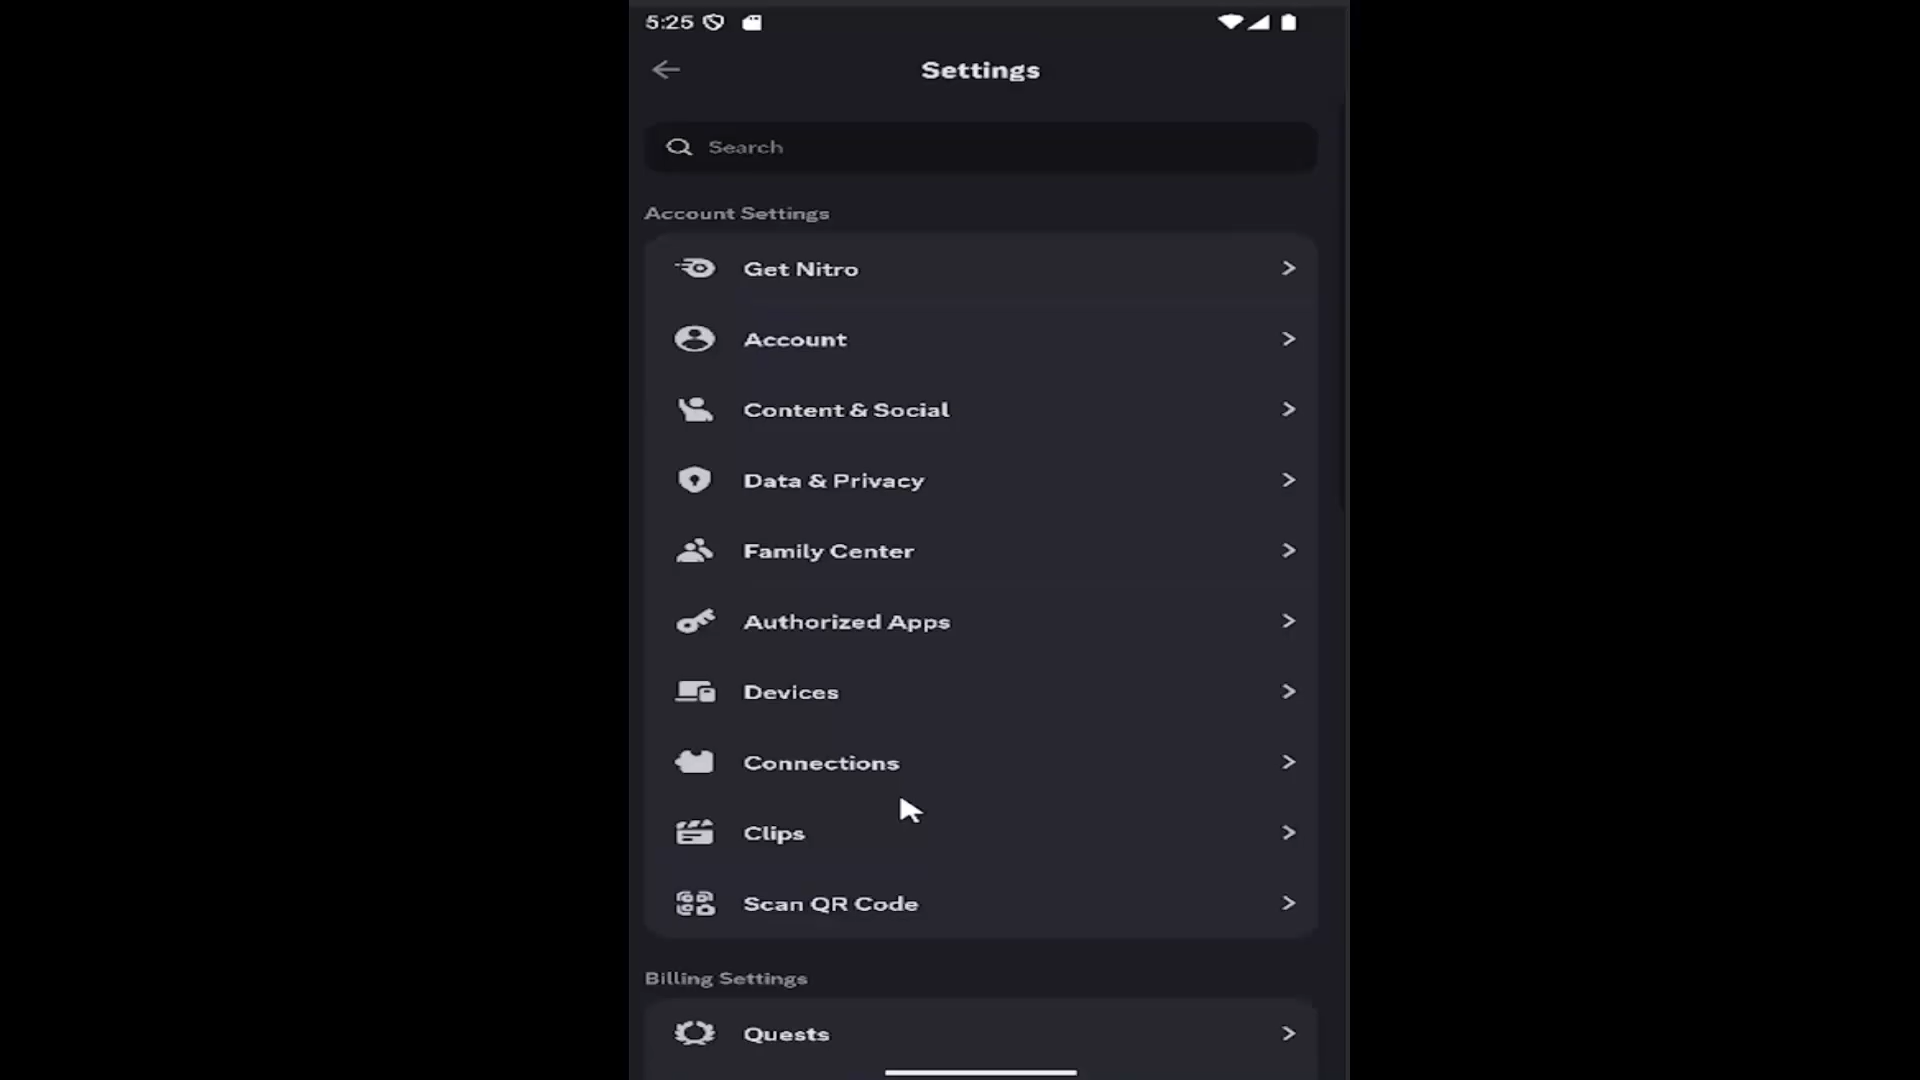 5:25
Settings
Search
Account Settings
Get Nitro
Account
Content & Social
Data & Privacy
Family Center
Authorized Apps
Devices
Connections
Clips
Scan QR Code
Billing Settings
Quests